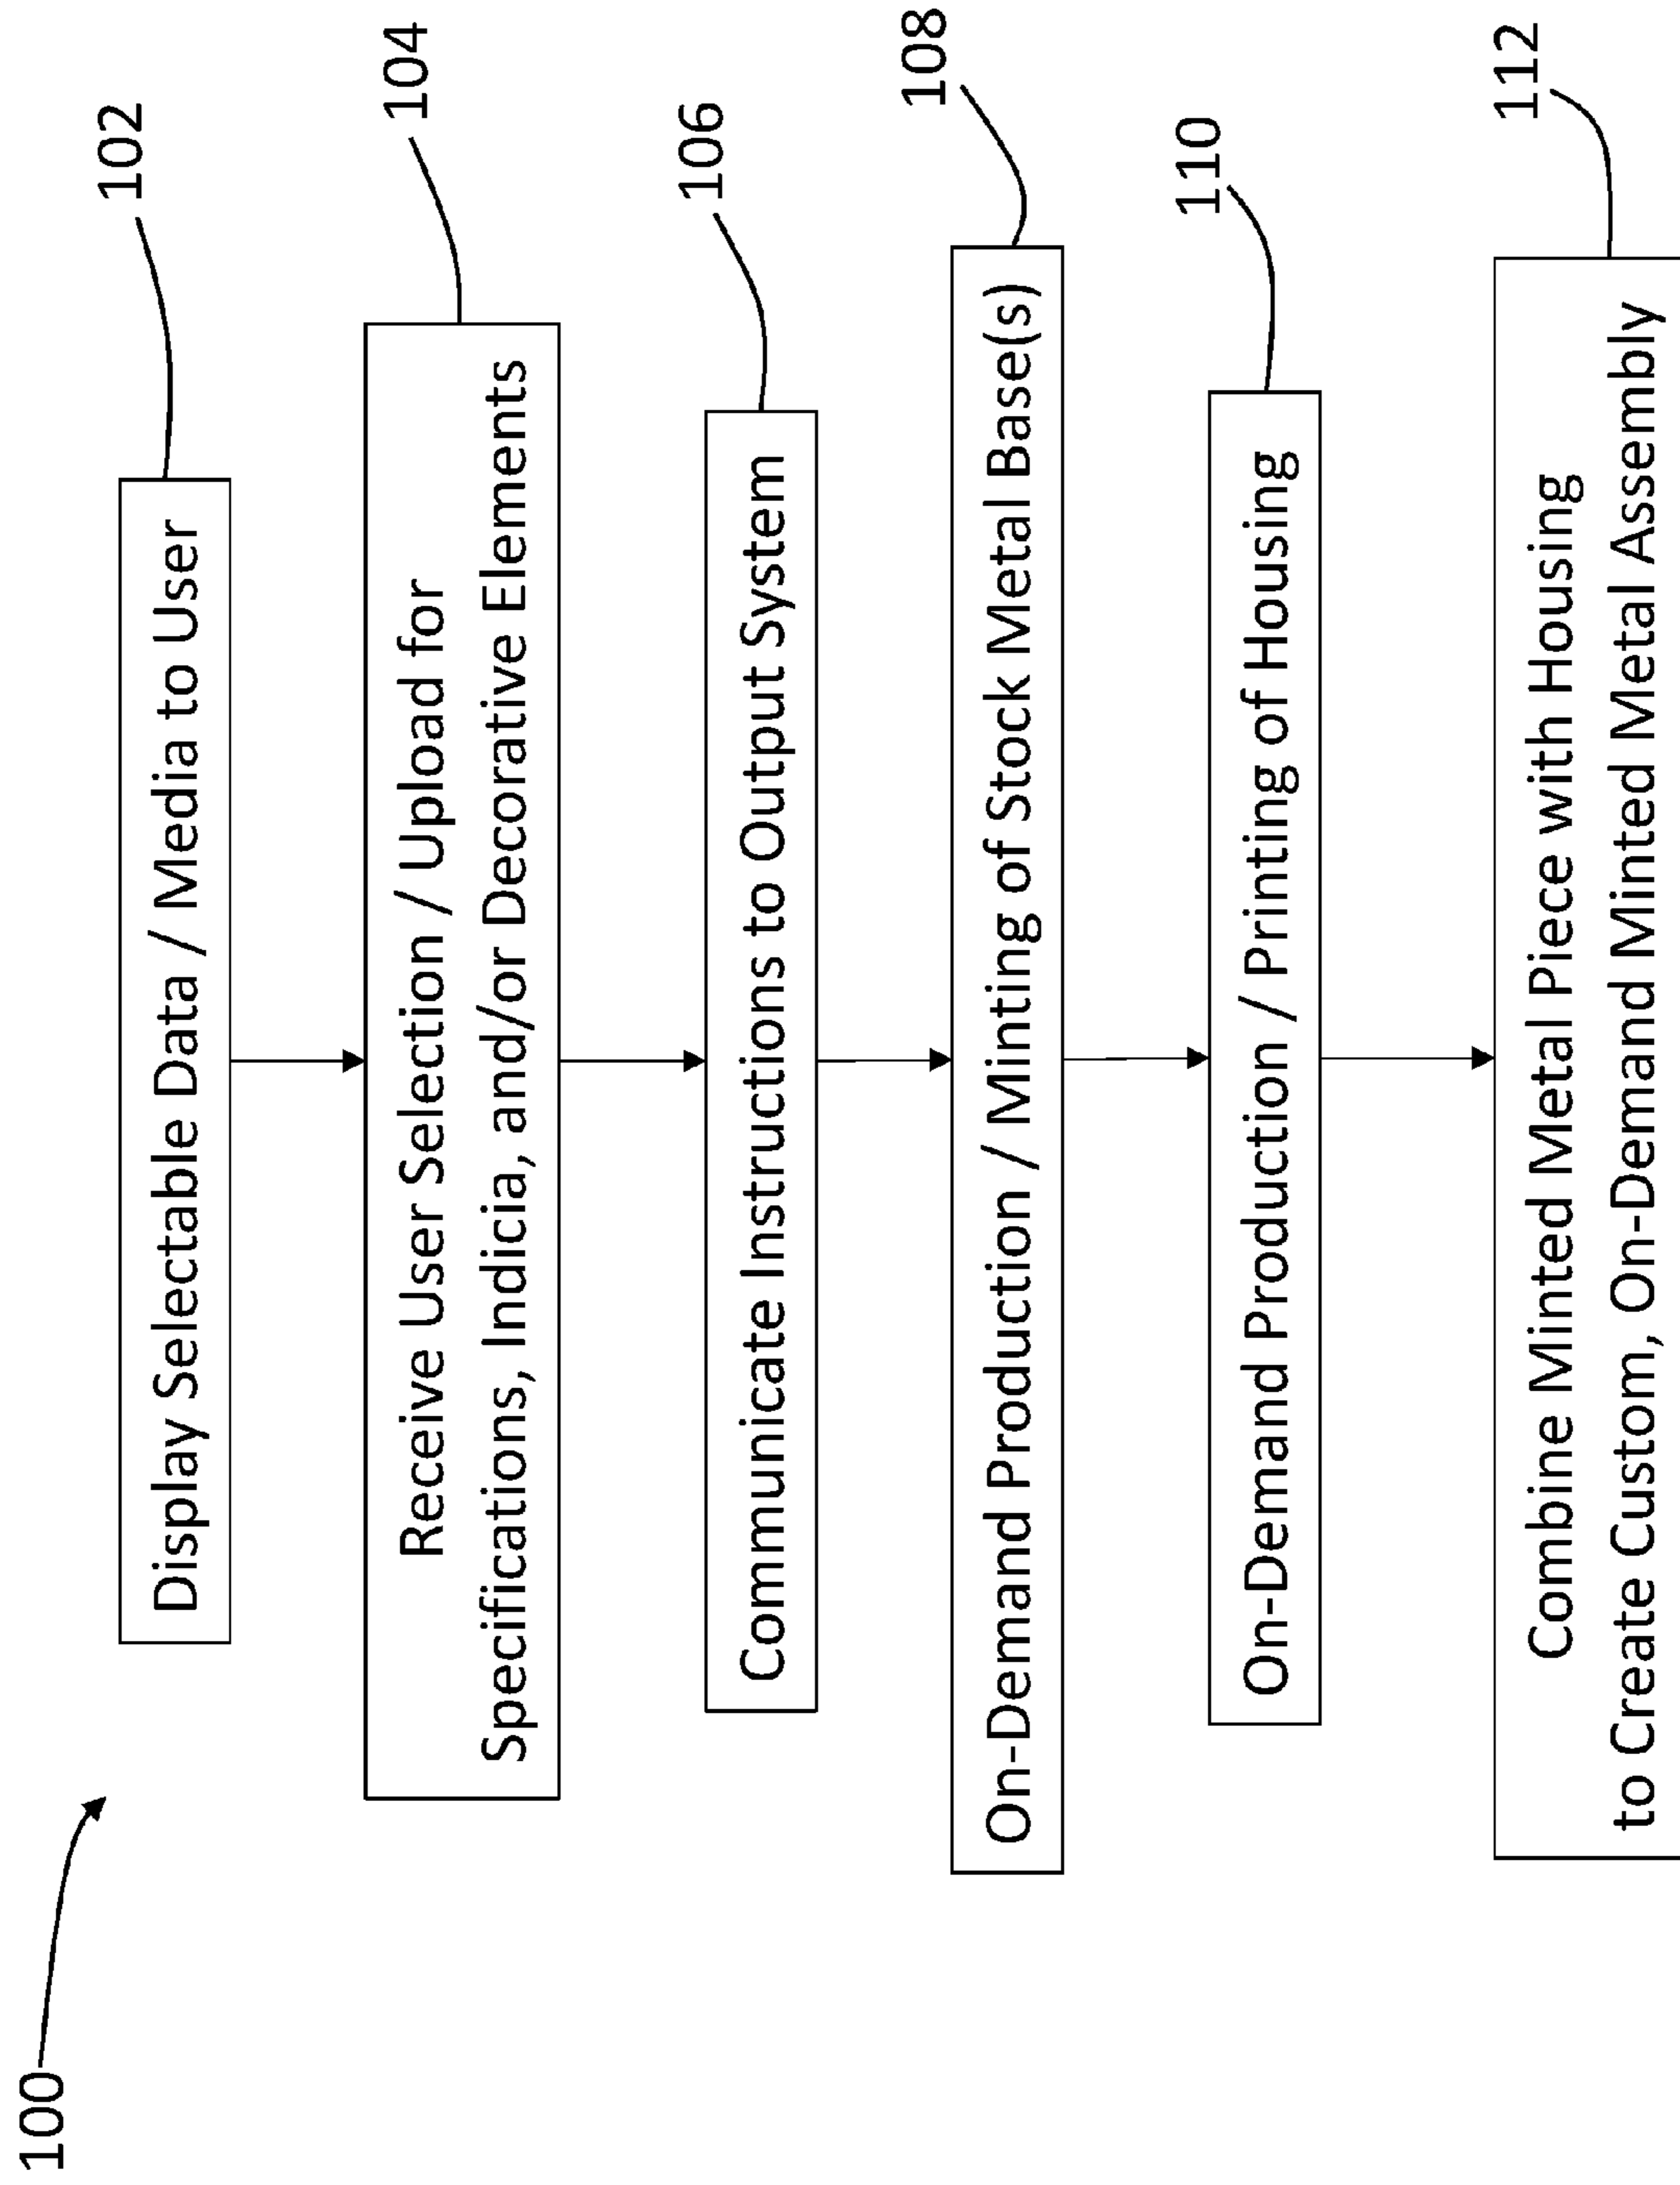 100
102
Display Selectable Data / Media to User
104
Receive User Selection / Upload for
Specifications, Indicia, and/or Decorative Elements
106
Communicate Instructions to Output System
108
On-Demand Production / Minting of Stock Metal Base(s)
110
On-Demand Production / Printing of Housing
112
Combine Minted Metal Piece with Housing
to Create Custom, On-Demand Minted Metal Assembly